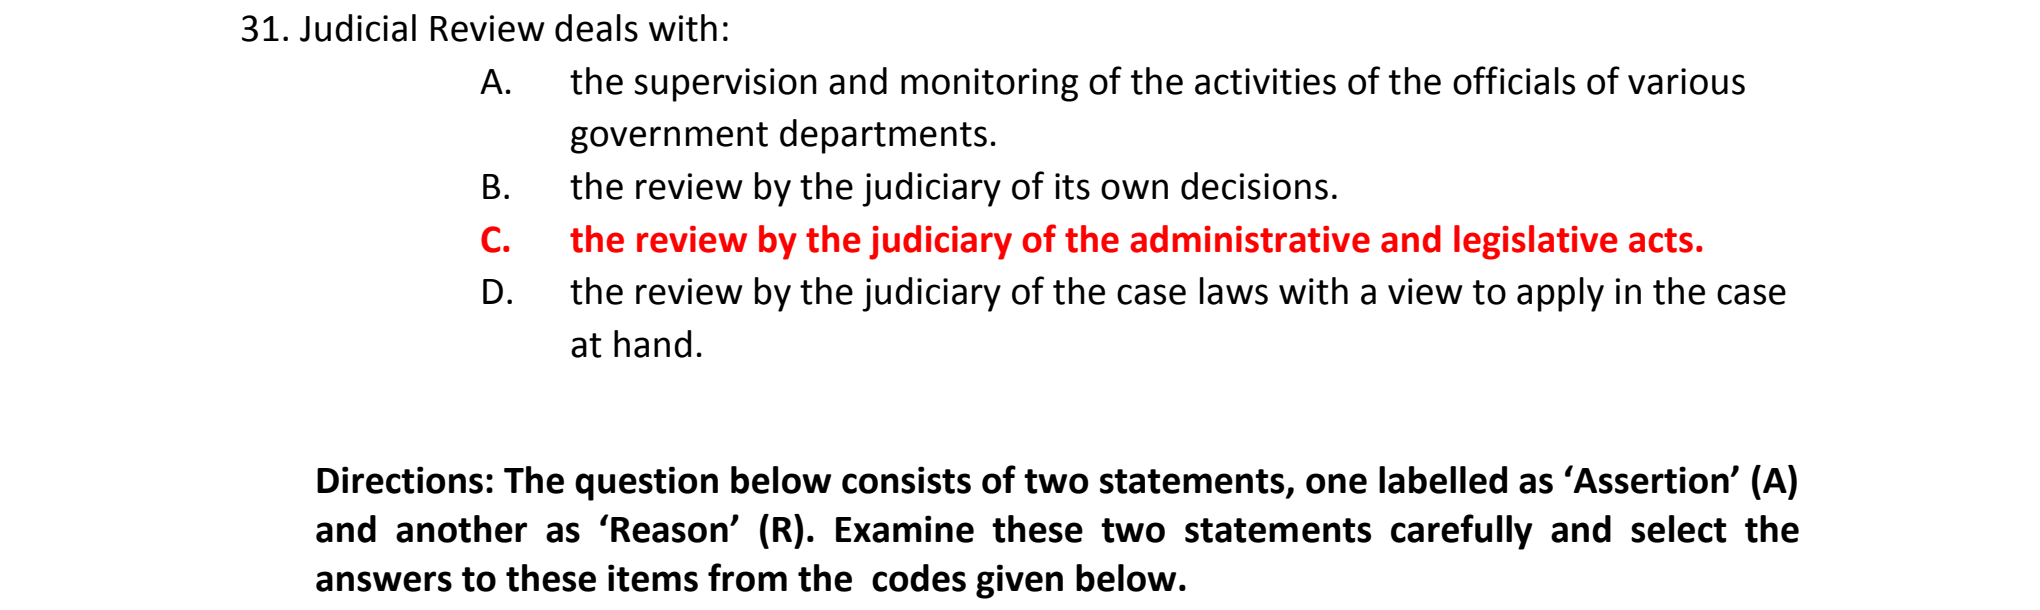 31. Judicial Review deals with:
A. the supervision and monitoring of the activities of the officials of various
government departments.
B. the review by the judiciary of its own decisions.
C. the review by the judiciary of the administrative and legislative acts.
D. the review by the judiciary of the case laws with a view to apply in the case
at hand.
Directions: The question below consists of two statements, one labelled as ‘Assertion’ (A)
and another as ‘Reason’ (R). Examine these two statements carefully and select the
answers to these items from the codes given below.